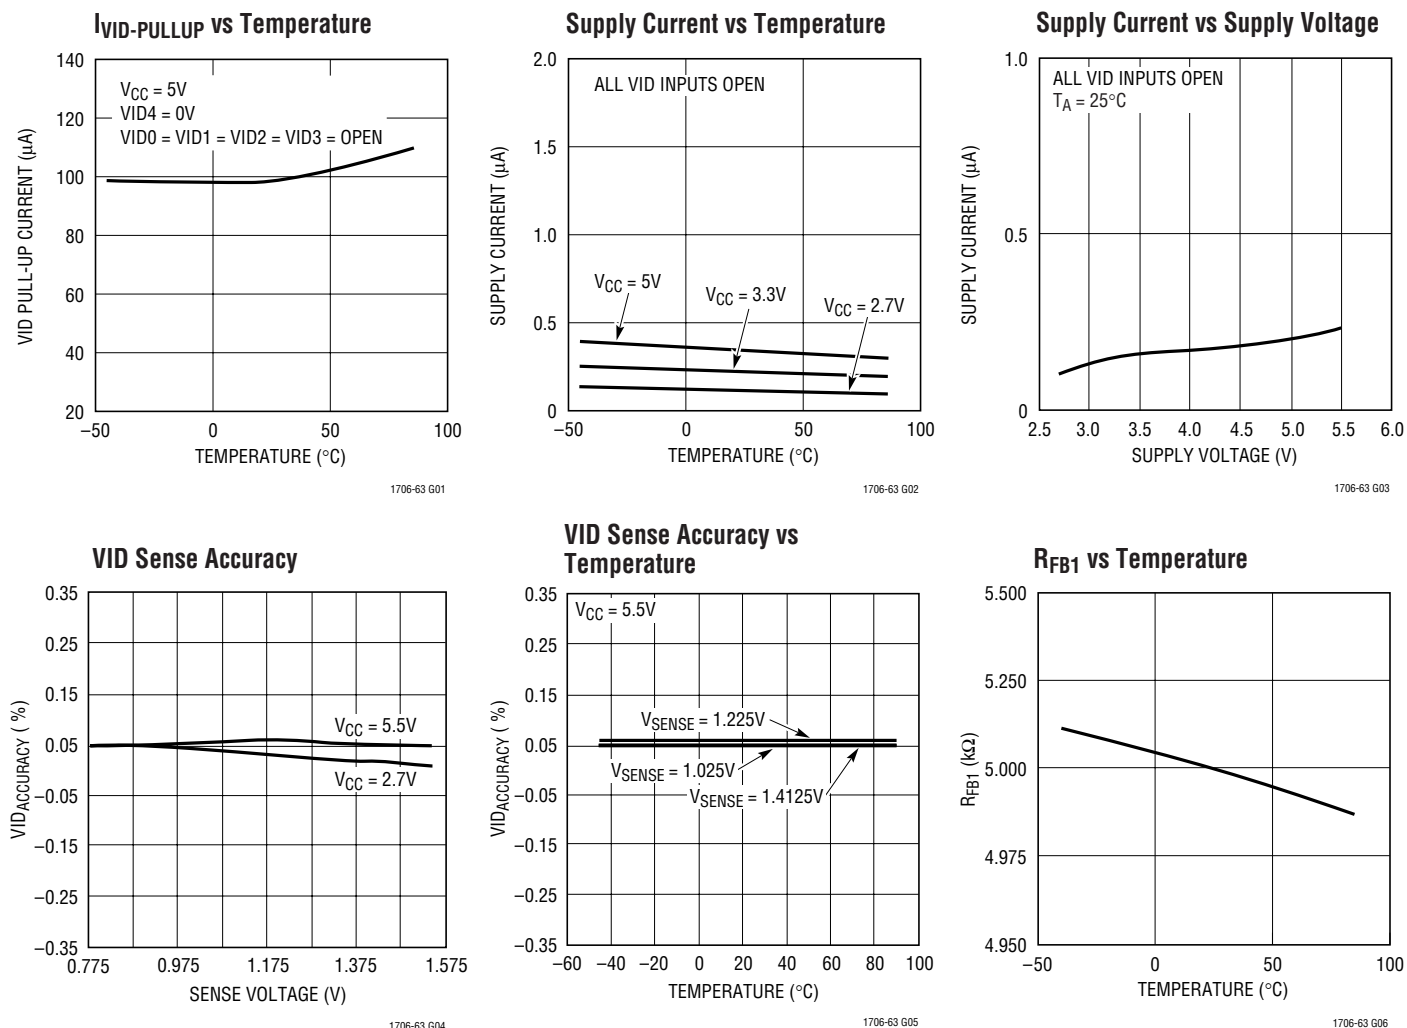 IVID-PULLUP vs Temperature
140
120
100
80
60
40
20
VID PULL-UP CURRENT (µA)
VCC = 5V
VID4 = 0V
VID0 = VID1 = VID2 = VID3 = OPEN
–50
0
50
100
TEMPERATURE (°C)
1706-63 G01
Supply Current vs Temperature
2.0
1.5
1.0
0.5
0
SUPPLY CURRENT (µA)
ALL VID INPUTS OPEN
VCC = 5V
VCC = 3.3V
VCC = 2.7V
–50
0
50
100
TEMPERATURE (°C)
1706-63 G02
Supply Current vs Supply Voltage
1.0
0.5
0
SUPPLY CURRENT (µA)
ALL VID INPUTS OPEN
TA = 25°C
2.5
3.0
3.5
4.0
4.5
5.0
5.5
6.0
SUPPLY VOLTAGE (V)
1706-63 G03
VID Sense Accuracy
0.35
0.25
0.15
0.05
–0.05
–0.15
–0.25
–0.35
VIDACCURACY ( %)
VCC = 5.5V
VCC = 2.7V
0.775
0.975
1.175
1.375
1.575
SENSE VOLTAGE (V)
1706-63 G04
VID Sense Accuracy vs
Temperature
0.35
0.25
0.15
0.05
–0.05
–0.15
–0.25
–0.35
VIDACCURACY ( %)
VCC = 5.5V
VSENSE = 1.225V
VSENSE = 1.025V
VSENSE = 1.4125V
–60
–40
–20
0
20
40
60
80
100
TEMPERATURE (°C)
1706-63 G05
RFB1 vs Temperature
5.500
5.250
5.000
4.975
4.950
RFB1 (kΩ)
–50
0
50
100
TEMPERATURE (°C)
1706-63 G06